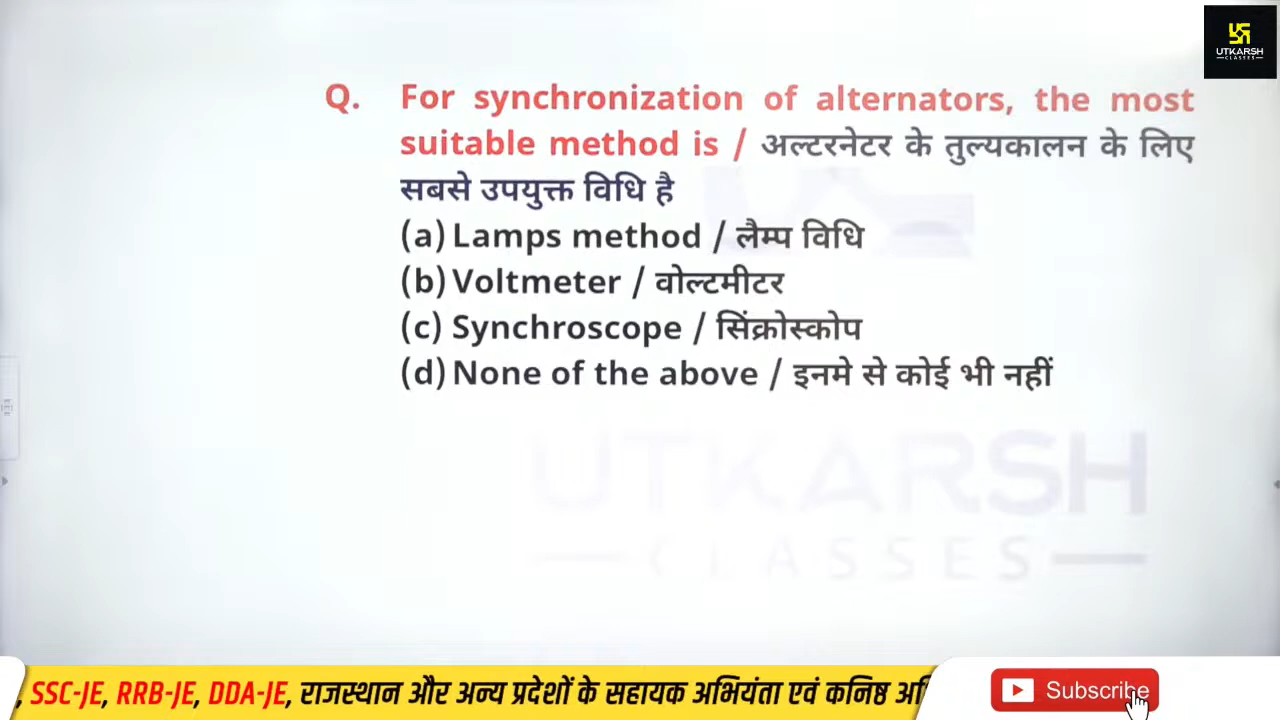 UTKARSH
CLASSES
Q. For synchronization of alternators, the most
suitable method is / अल्टरनेटर के तुल्यकालन के लिए
सबसे उपयुक्त विधि है
(a) Lamps method / लैम्प विधि
(b) Voltmeter / वोल्टमीटर
(c) Synchroscope / सिंक्रोस्कोप
(d) None of the above / इनमे से कोई भी नहीं
UTKARSH
CLASSES
, SSC-JE, RRB-JE, DDA-JE, राजस्थान और अन्य प्रदेशों के सहायक अभियंता एवं कनिष्ठ
Subscribe